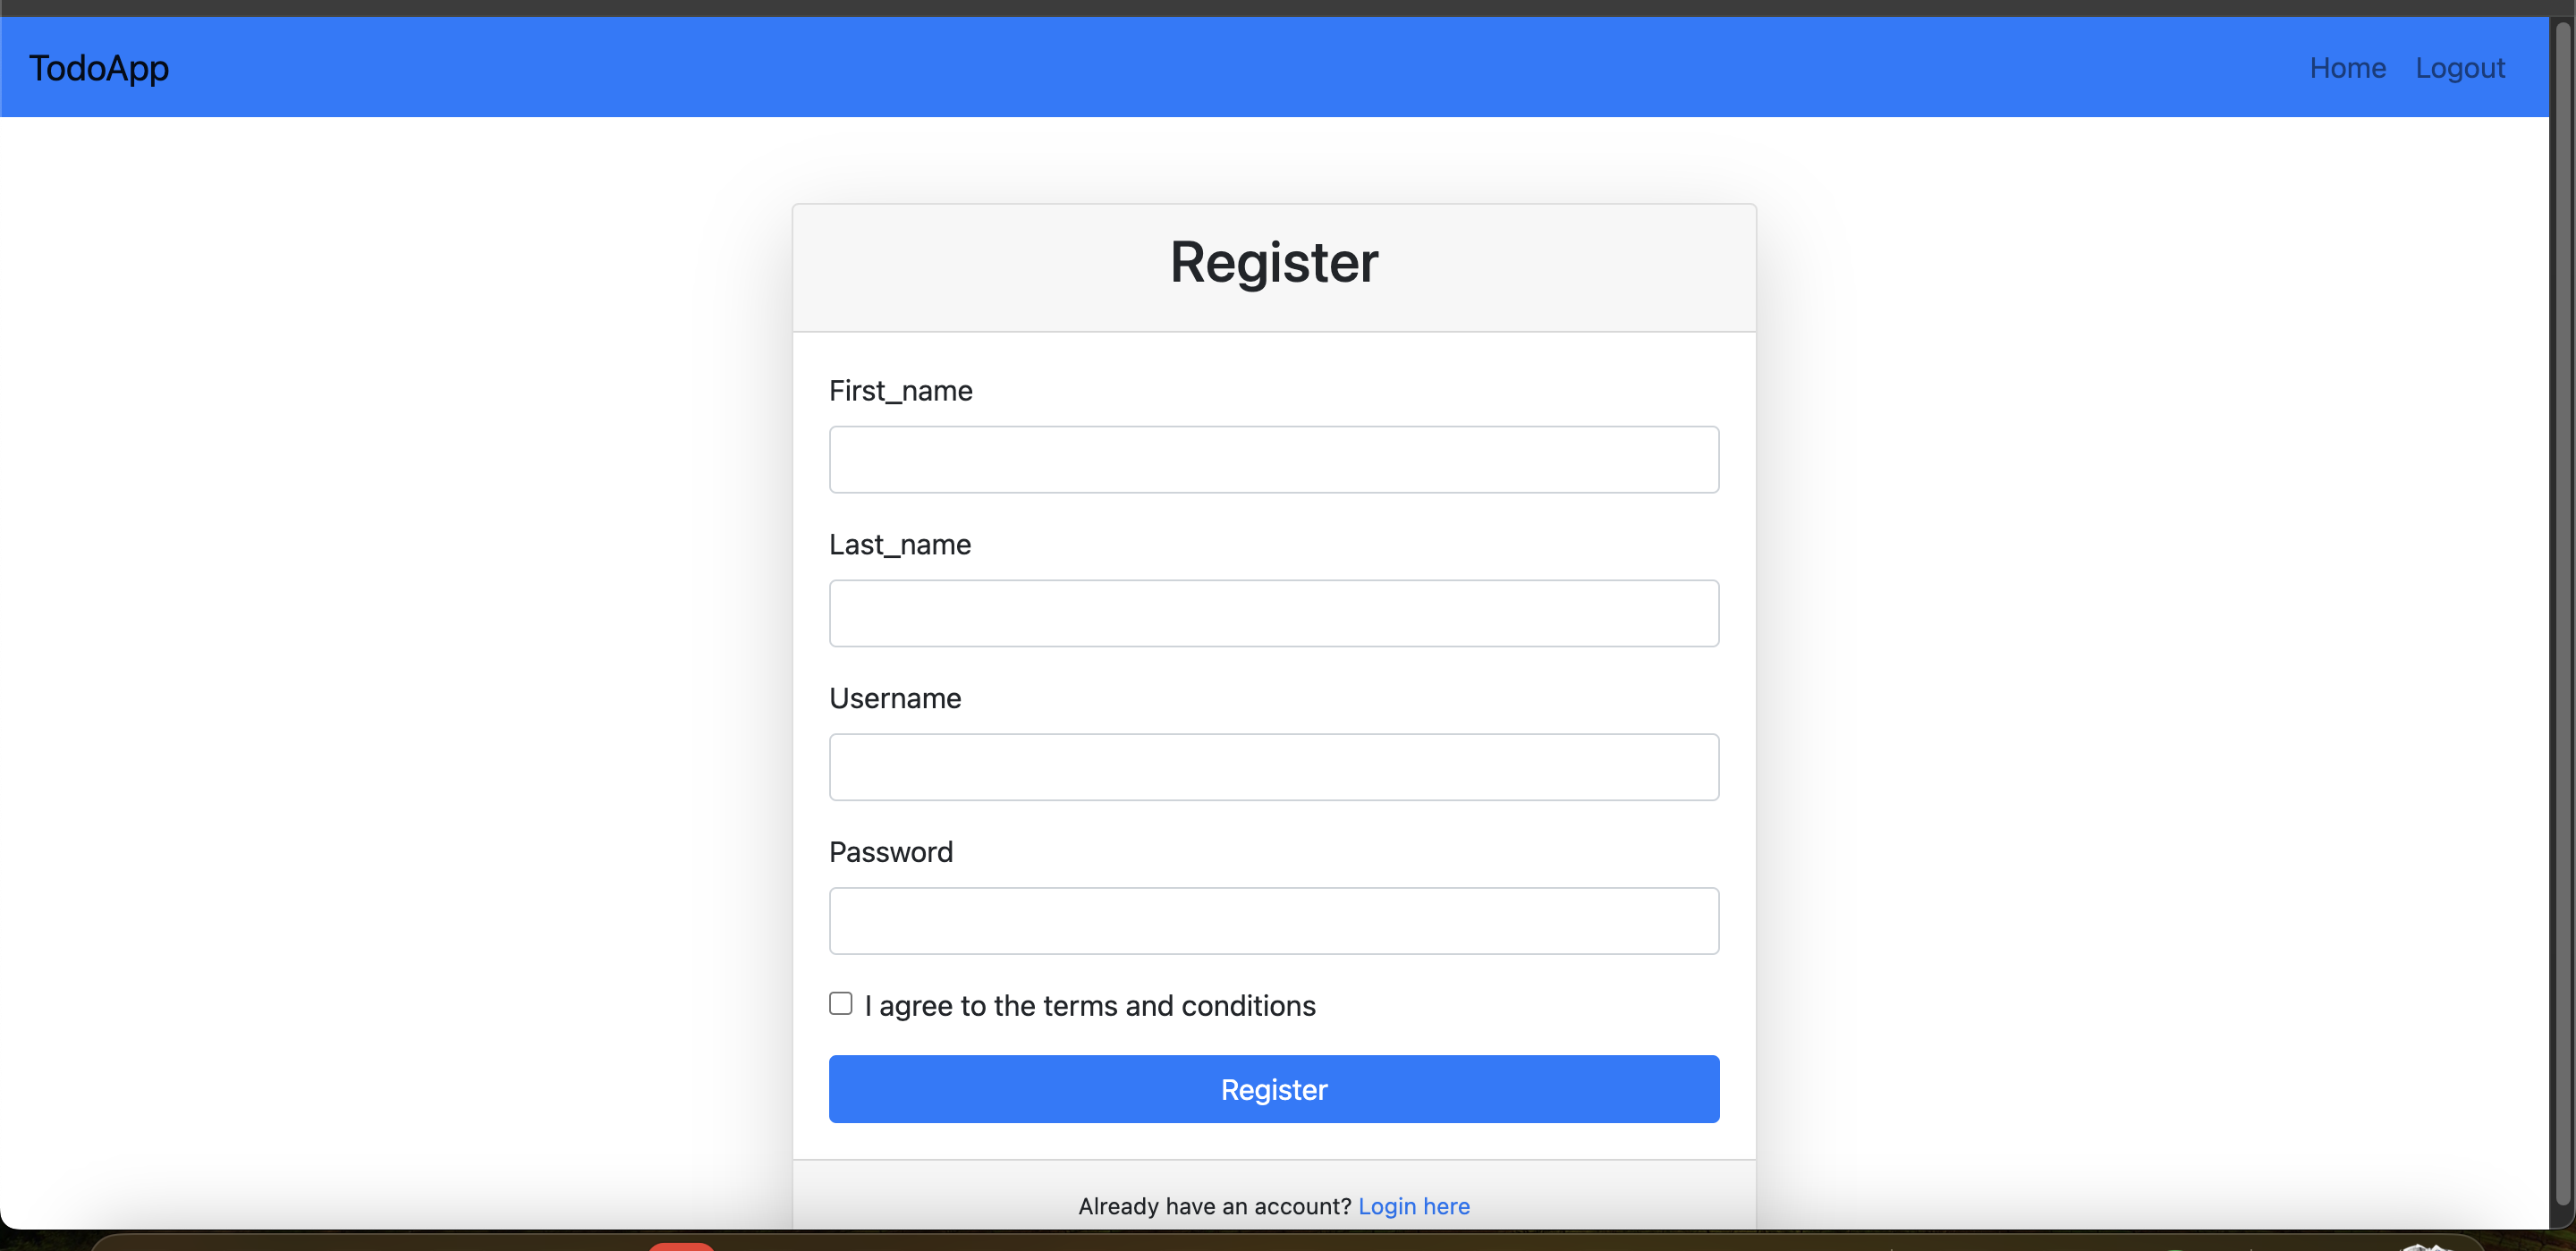 TodoApp
Home Logout
Register
First_name
Last_name
Username
Password
I agree to the terms and conditions
Register
Already have an account? Login here